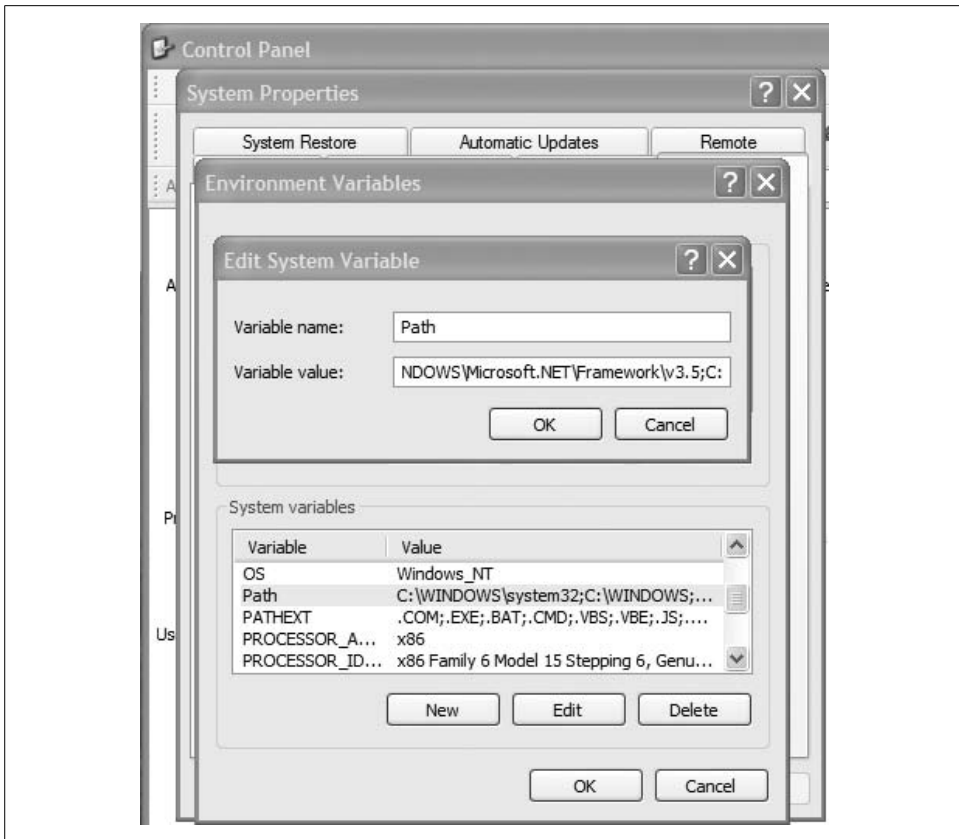 Control Panel
System Properties
System Restore Automatic Updates Remote
A
Environment Variables
Edit System Variable
A
Variable name: Path
Variable value: NDOWS\Microsoft.NET\Framework\v3.5;C:
OK Cancel
System variables
Pr
Variable Value
OS Windows_NT
Path C:\WINDOWS\system32;C:\WINDOWS;...
PATHEXT .COM;.EXE;.BAT;.CMD;.VBS;.VBE;.JS;....
Us
PROCESSOR_A... x86
PROCESSOR_ID... x86 Family 6 Model 15 Stepping 6, Genu...
New Edit Delete
OK Cancel